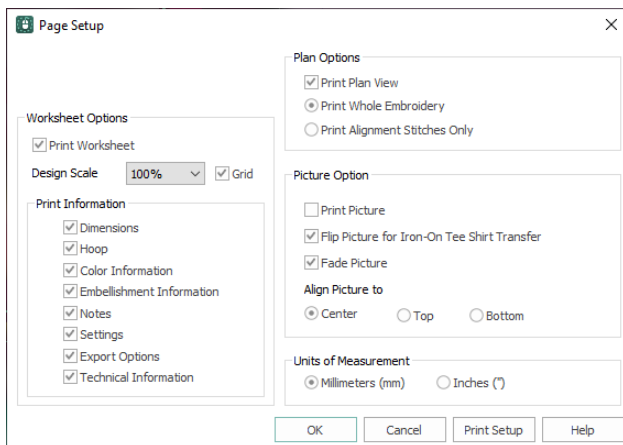 Page Setup
Worksheet Options
Print Worksheet
Design Scale 100% Grid
Print Information
Dimensions
Hoop
Color Information
Embellishment Information
Notes
Settings
Export Options
Technical Information
Plan Options
Print Plan View
Print Whole Embroidery
Print Alignment Stitches Only
Picture Option
Print Picture
Flip Picture for Iron-On Tee Shirt Transfer
Fade Picture
Align Picture to
Center Top Bottom
Units of Measurement
Millimeters (mm) Inches (")
OK Cancel Print Setup Help